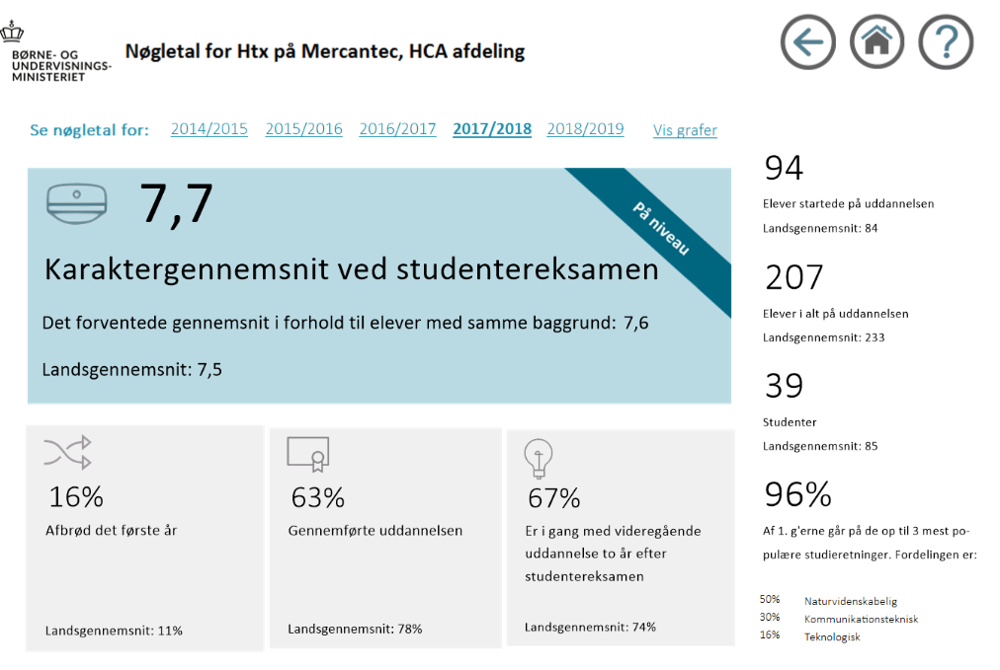 BØRNE- OG
UNDERVISNINGS-
MINISTERIET
Nøgletal for Htx på Mercantec, HCA afdeling
?
Se nøgletal for: 2014/2015 2015/2016 2016/2017 2017/2018 2018/2019 Vis grafer
7,7
På niveau
Karaktergennemsnit ved studentereksamen
Det forventede gennemsnit i forhold til elever med samme baggrund: 7,6
Landsgennemsnit: 7,5
16%
Afbrød det første år
Landsgennemsnit: 11%
63%
Gennemførte uddannelsen
Landsgennemsnit: 78%
67%
Er i gang med videregående
uddannelse to år efter
studentereksamen
Landsgennemsnit: 74%
94
Elever startede på uddannelsen
Landsgennemsnit: 84
207
Elever i alt på uddannelsen
Landsgennemsnit: 233
39
Studenter
Landsgennemsnit: 85
96%
Af 1. g'erne går på de op til 3 mest po-
pulære studieretninger. Fordelingen er:
50% Naturvidenskabelig
30% Kommunikationsteknisk
16% Teknologisk